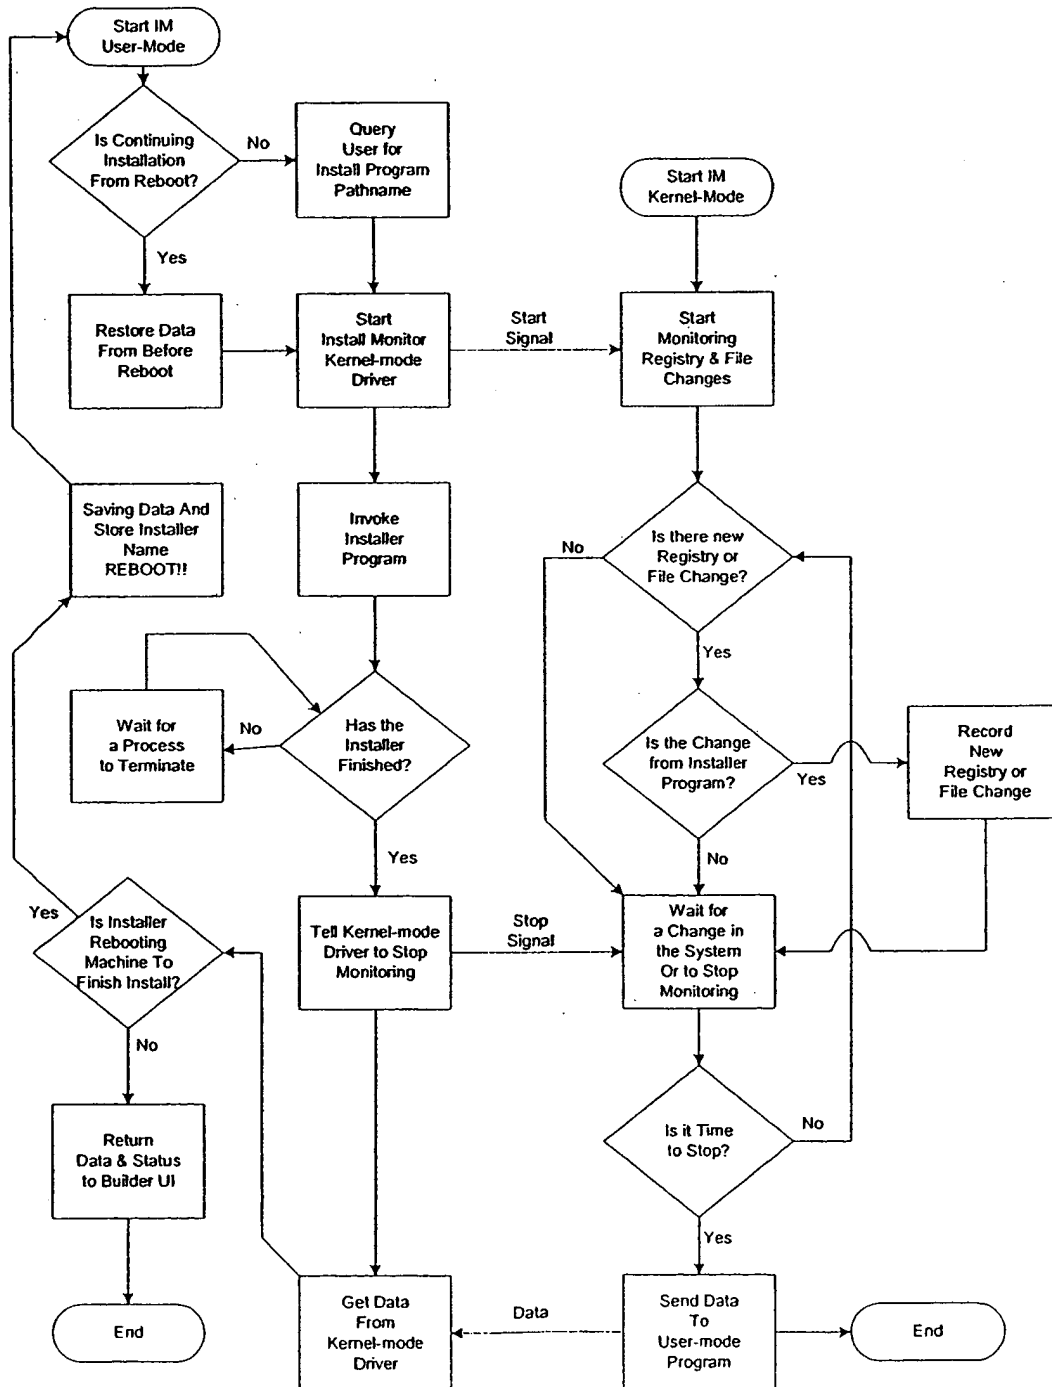 Start IM
User-Mode
Is Continuing
Installation
From Reboot?
No
Query
User for
Install Program
Pathname
Start IM
Kernel-Mode
Yes
Restore Data
From Before
Reboot
Start
Install Monitor
Kernel-mode
Driver
Start
Signal
Start
Monitoring
Registry & File
Changes
Saving Data And
Store Installer
Name
REBOOT!!
Invoke
Installer
Program
No
Is there new
Registry or
File Change?
Yes
Wait for
a Process
to Terminate
No
Has the
Installer
Finished?
Is the Change
from Installer
Program?
Yes
Record
New
Registry or
File Change
Yes
No
Yes
Is Installer
Rebooting
Machine To
Finish Install?
Tell Kernel-mode
Driver to Stop
Monitoring
Stop
Signal
Wait for
a Change in
the System
Or to Stop
Monitoring
No
Return
Data & Status
to Builder UI
Is it Time
to Stop?
No
Yes
End
Get Data
From
Kernel-mode
Driver
Data
Send Data
To
User-mode
Program
End